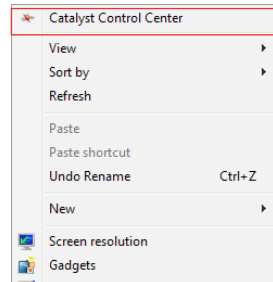 Catalyst Control Center
View
Sort by
Refresh
Paste
Paste shortcut
Undo Rename Ctrl+Z
New
Screen resolution
Gadgets